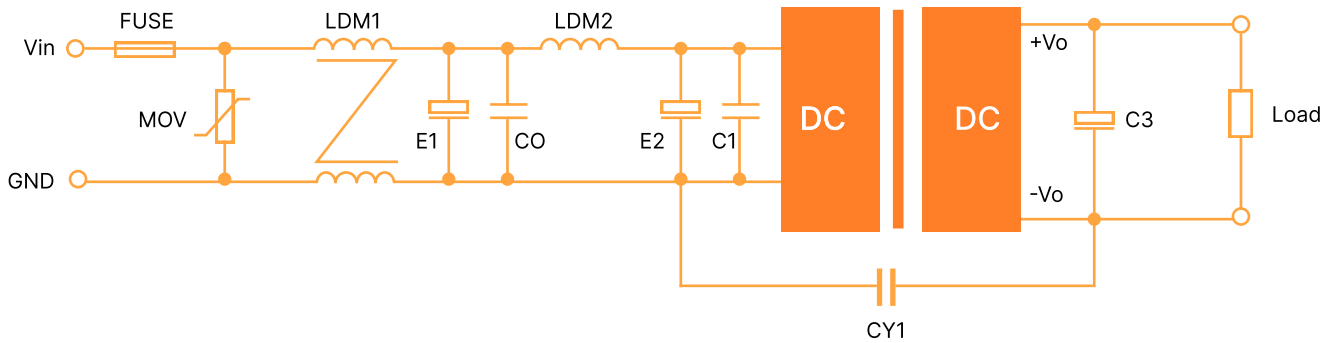 FUSE
LDM1
LDM2
Vin
+Vo
MOV
E1
CO
E2
C1
DC
DC
C3
Load
GND
-Vo
CY1